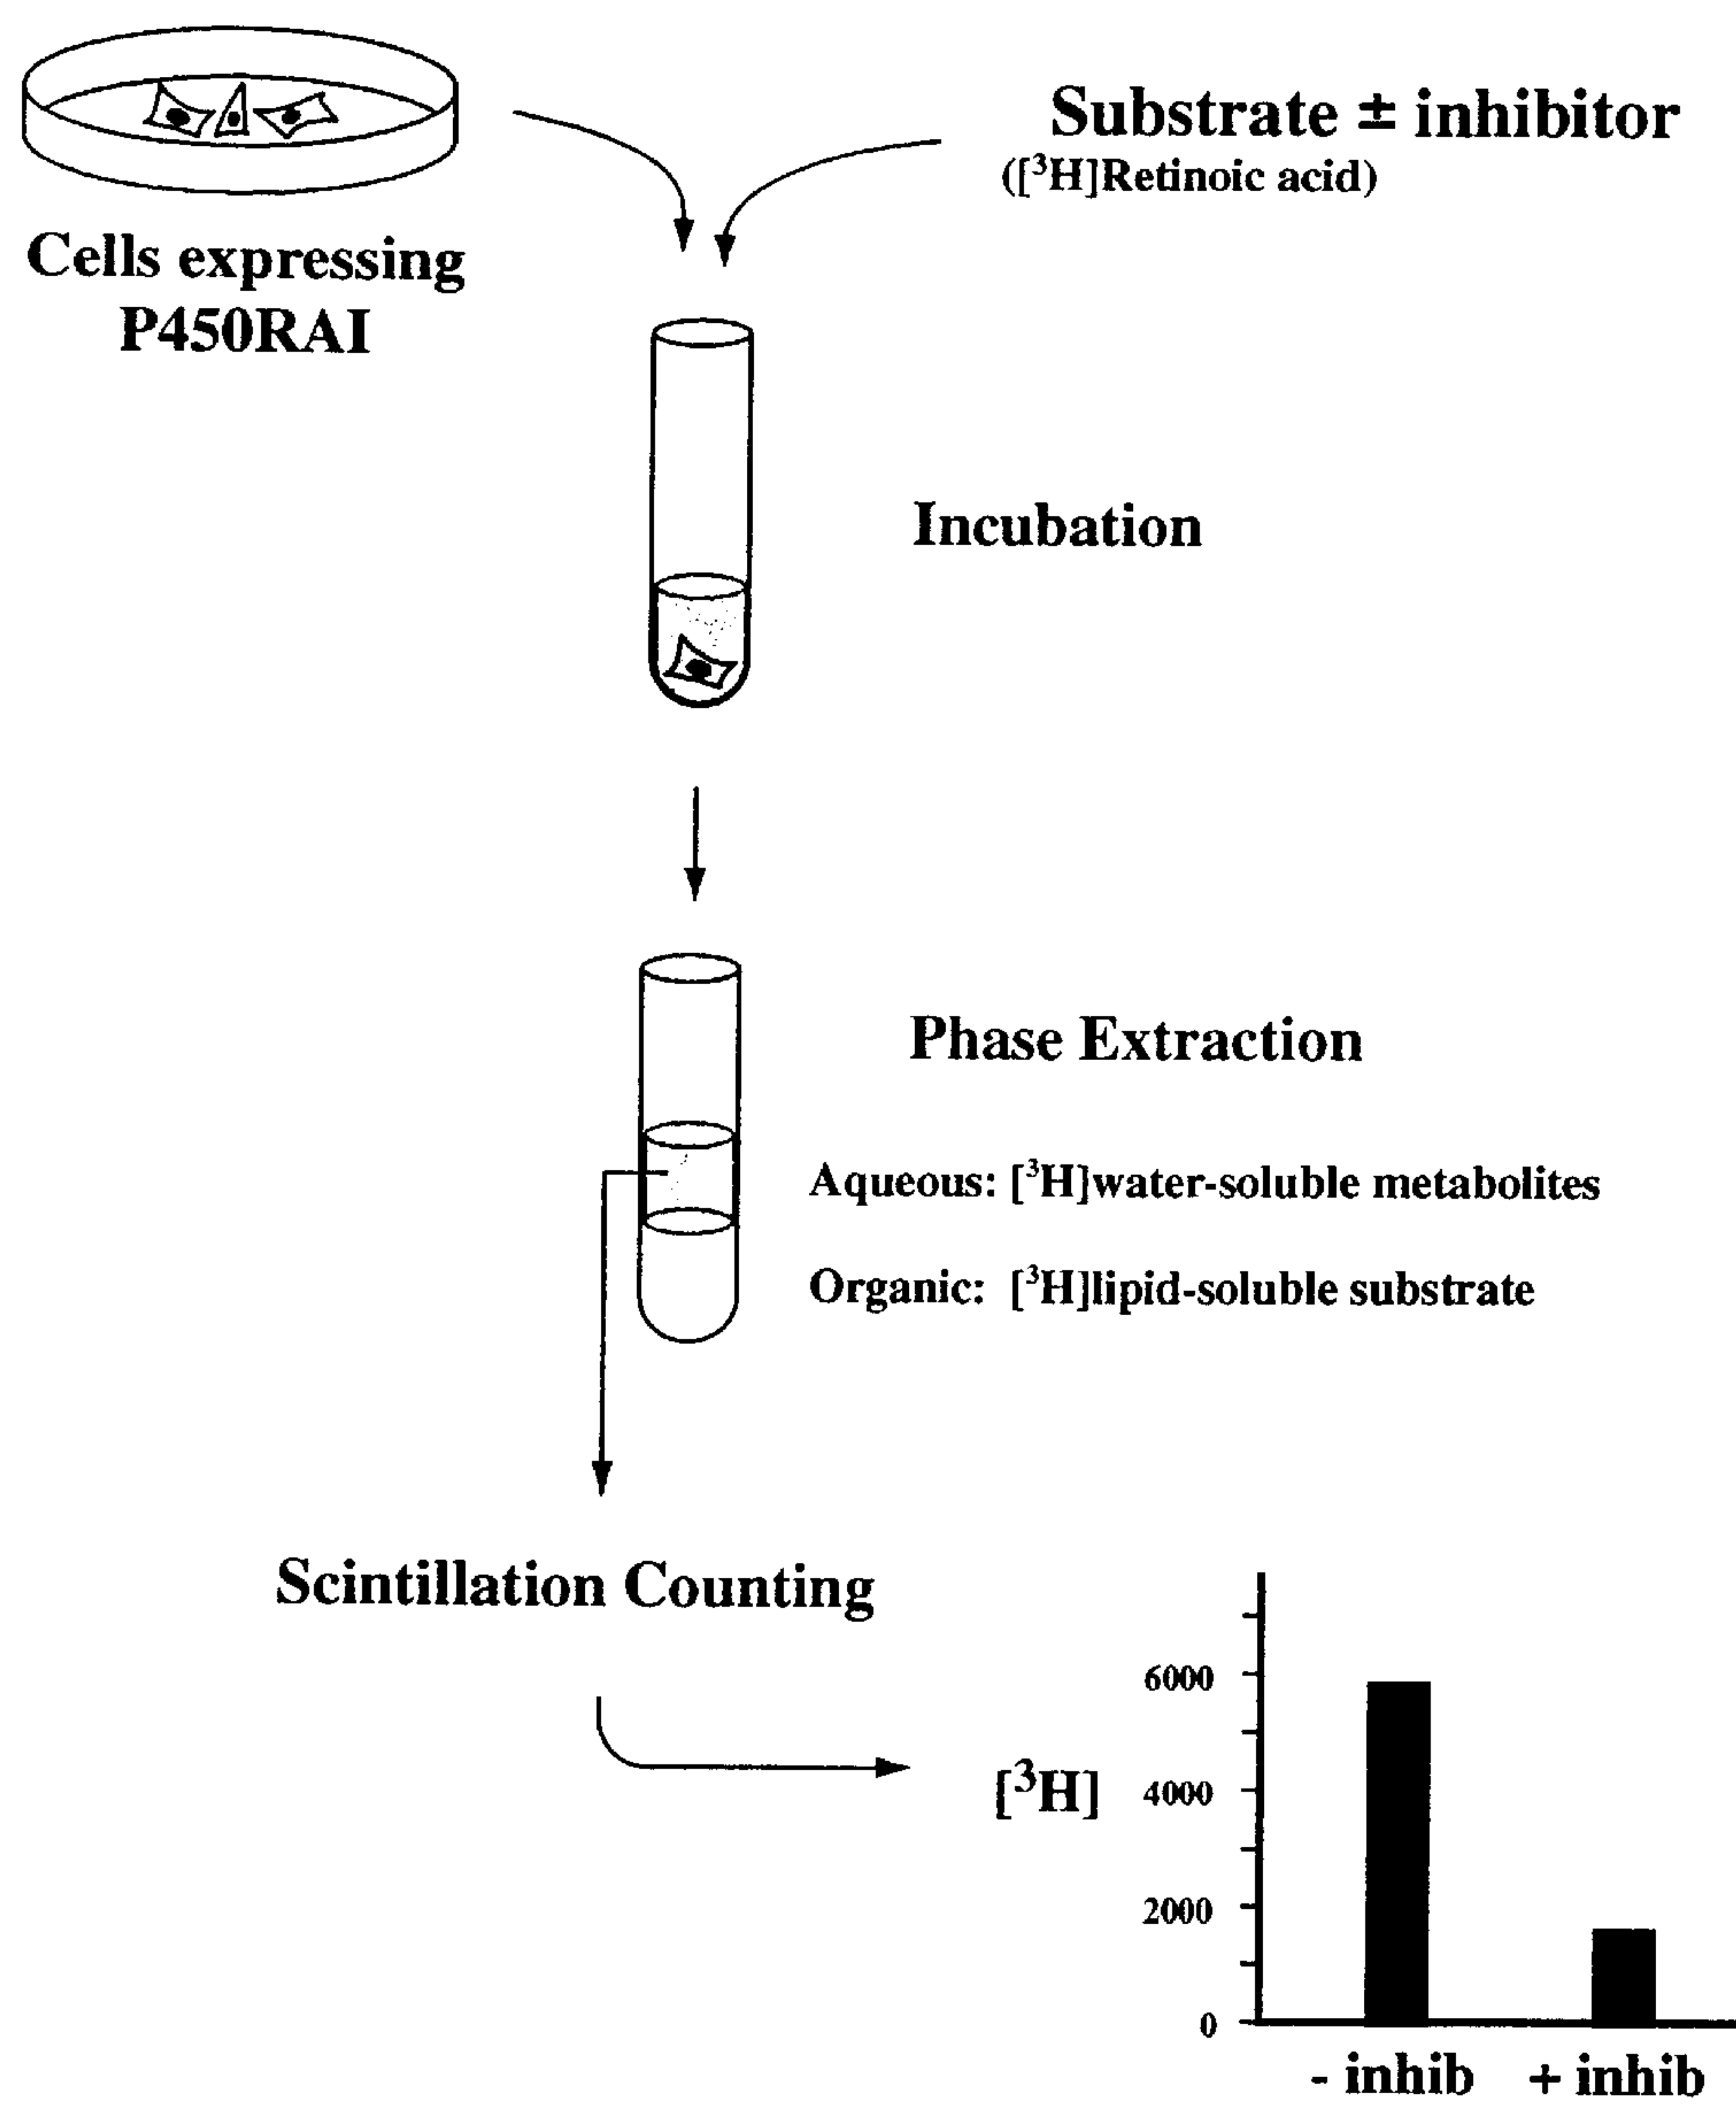 Substrate ± inhibitor
([³H]Retinoic acid)
Cells expressing
P450RAI
Incubation
Phase Extraction
Aqueous: [³H]water-soluble metabolites
Organic: [³H]lipid-soluble substrate
Scintillation Counting
[³H]
6000
4000
2000
0
- inhib + inhib